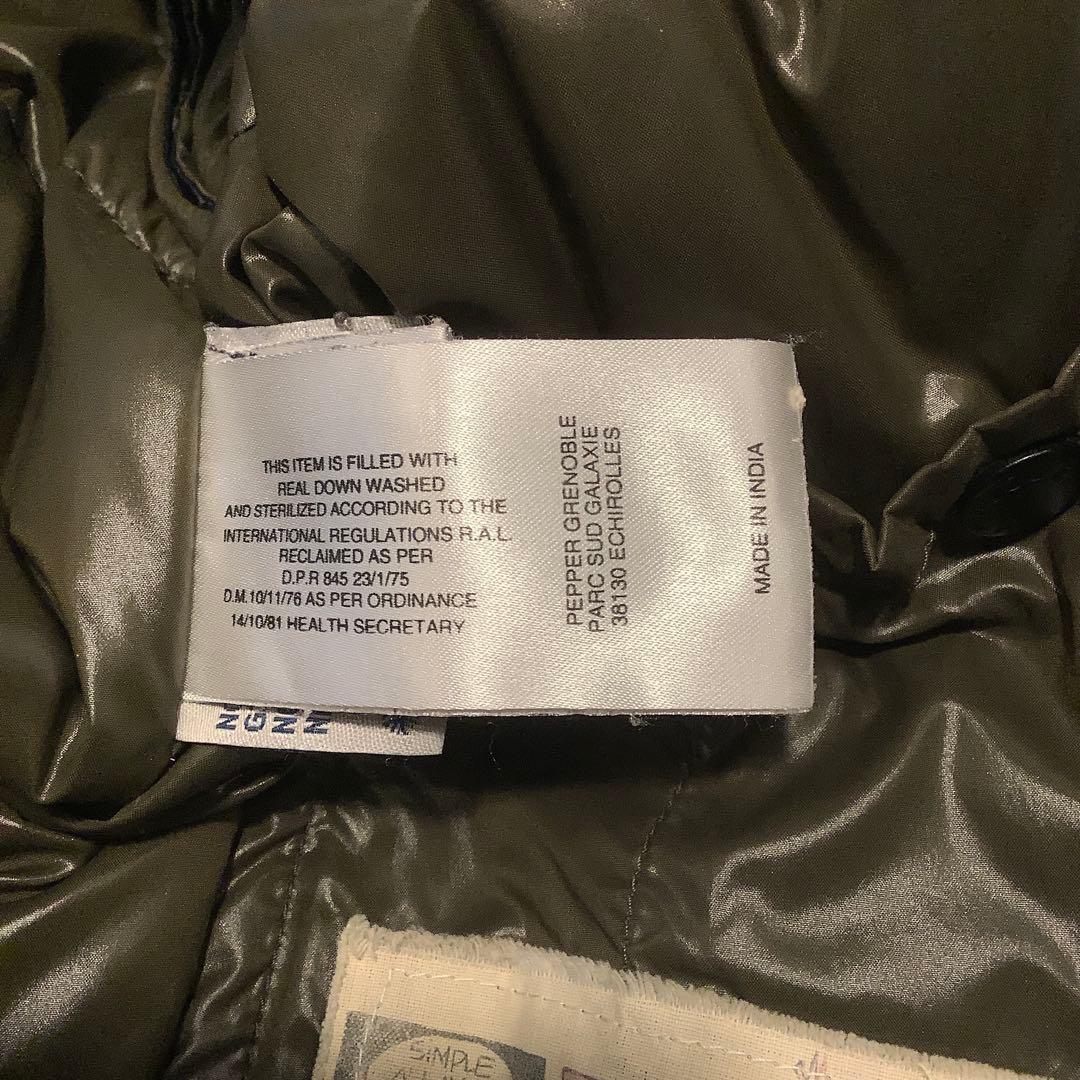 THIS ITEM IS FILLED WITH
REAL DOWN WASHED
AND STERILIZED ACCORDING TO THE
INTERNATIONAL REGULATIONS R.A.L.
RECLAIMED AS PER
D.P.R 845 23/1/75
D.M.10/11/76 AS PER ORDINANCE
14/10/81 HEALTH SECRETARY
PEPPER GRENOBLE
PARC SUD GALAXIE
38130 ECHIROLLES
MADE IN INDIA
SIMPLE